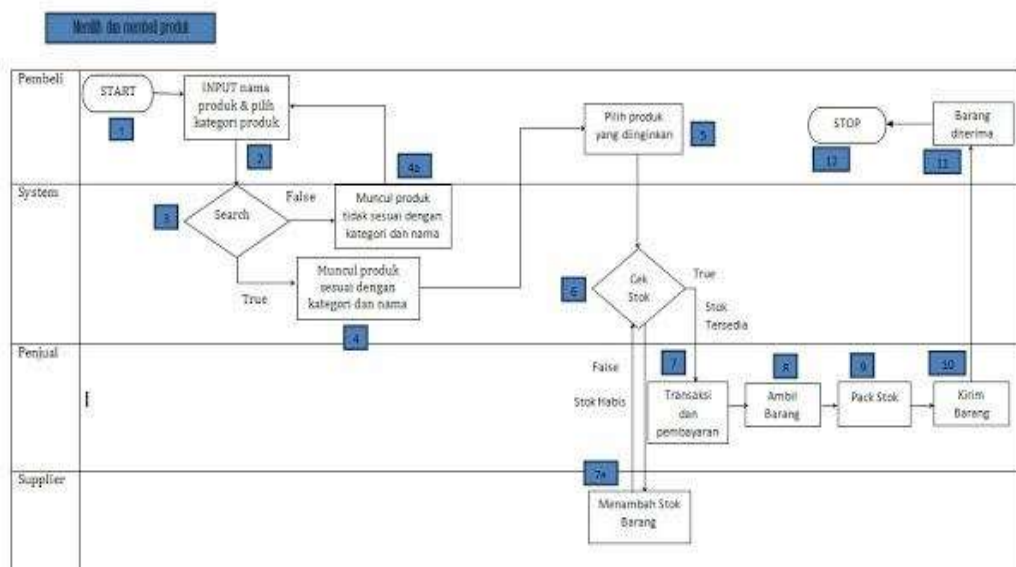 Memilih dan membeli produk
Pembeli
START
1
INPUT nama
produk & pilih
kategori produk
2
4a
Pilih produk
yang diinginkan
5
STOP
12
Barang
diterima
11
System
3
Search
False
Muncul produk
tidak sesuai dengan
kategori dan nama
True
Muncul produk
sesuai dengan
kategori dan nama
4
6
Cek
Stok
True
Stok
Tersedia
Penjual
False
Stok Habis
7
Transaksi
dan
pembayaran
8
Ambil
Barang
9
Pack Stok
10
Kirim
Barang
Supplier
7a
Menambah Stok
Barang